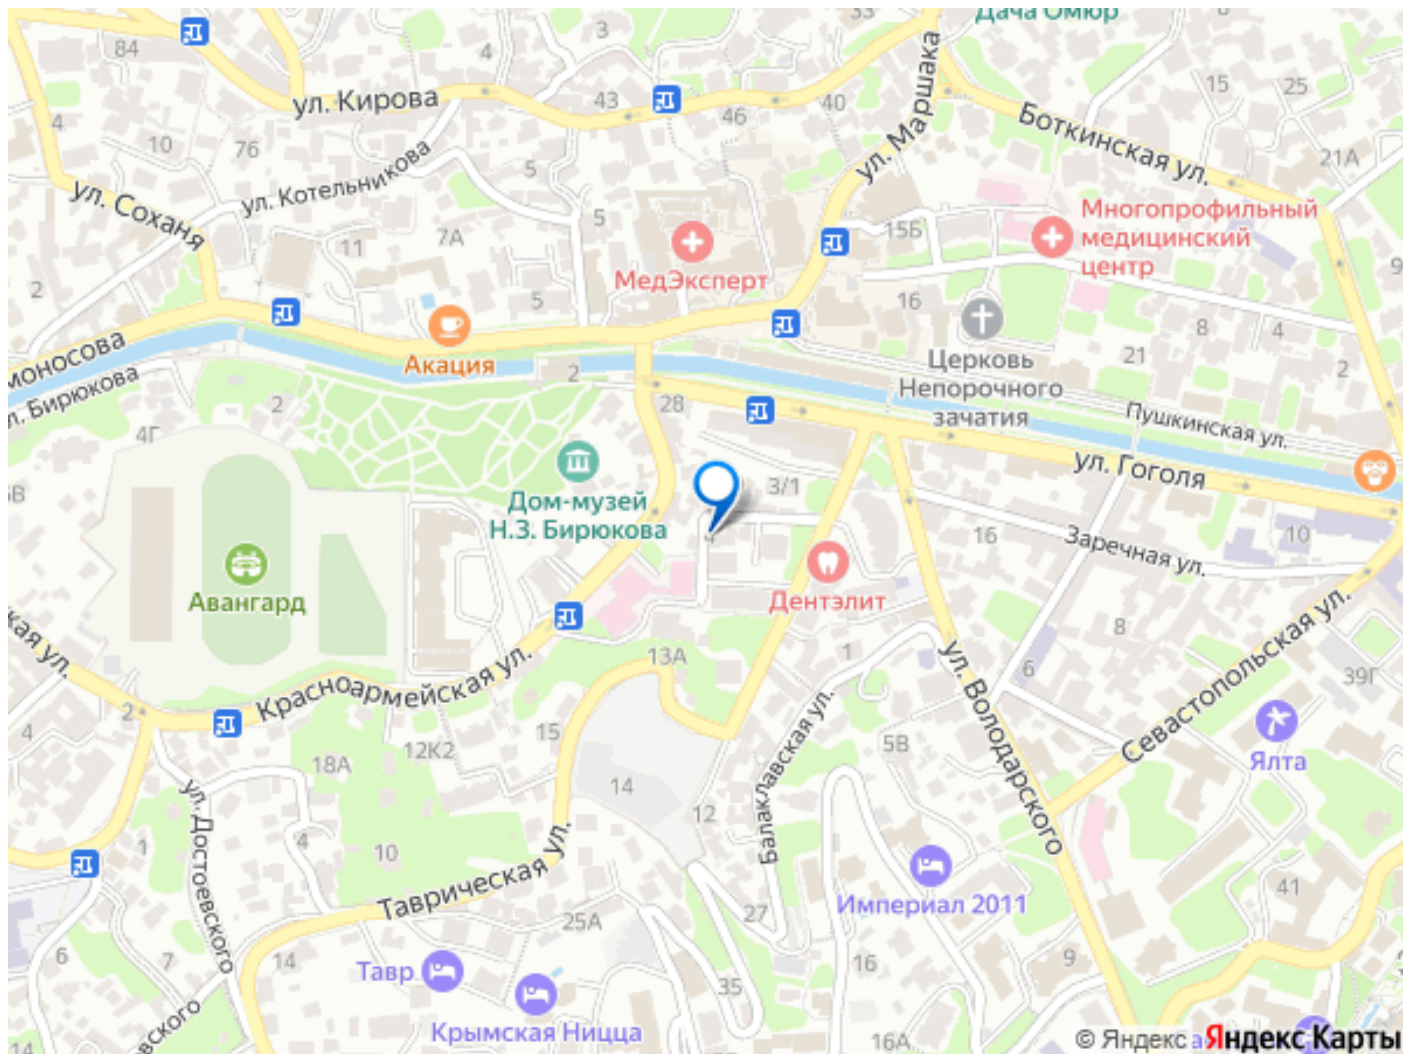 Дача Омюр
33
3
4
84
ул. Кирова
43
46
40
ул. Маршака
15
25
Боткинская ул.
21А
4
10
76
ул. Котельникова
5
ул. Соханя
11
7А
5
15Б
Многопрофильный
медицинский
центр
МедЭксперт
2
5
16
9
8
4
Акация
Церковь
Непорочного
зачатия
21
2
Пушкинская ул.
2
28
2
4Г
ул. Гоголя
Дом-музей
Н.З. Бирюкова
3/1
4
16
10
Заречная ул.
Авангард
Дентэлит
Красноармейская ул.
13А
1
8
6
ул. Володарского
Севастопольская ул.
39Г
4
2
15
12К2
18А
14
12
5В
Ялта
Балаклавская ул.
ул. Достоевского
1
4
10
Таврическая ул.
25А
27
Империал 2011
41
6
7
14
Тавр
35
16
9
Крымская Ницца
16А
© Яндекс
Яндекс Карты